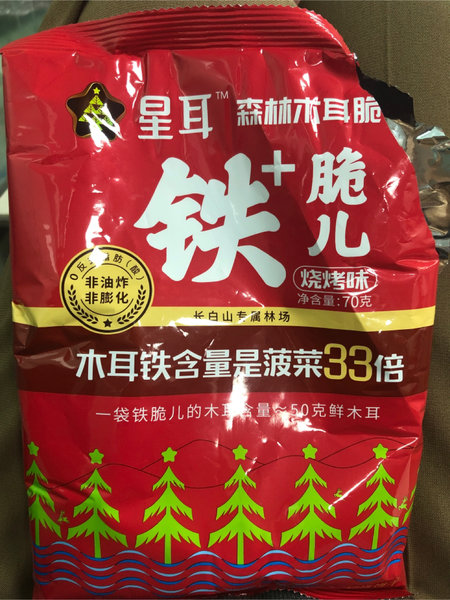 星耳™
森林木耳脆
铁+
脆儿
烧烤味
净含量:70克
0反式脂肪(酸)
非油炸
非膨化
长白山专属林场
木耳铁含量是菠菜33倍
一袋铁脆儿的木耳含量≈50克鲜木耳